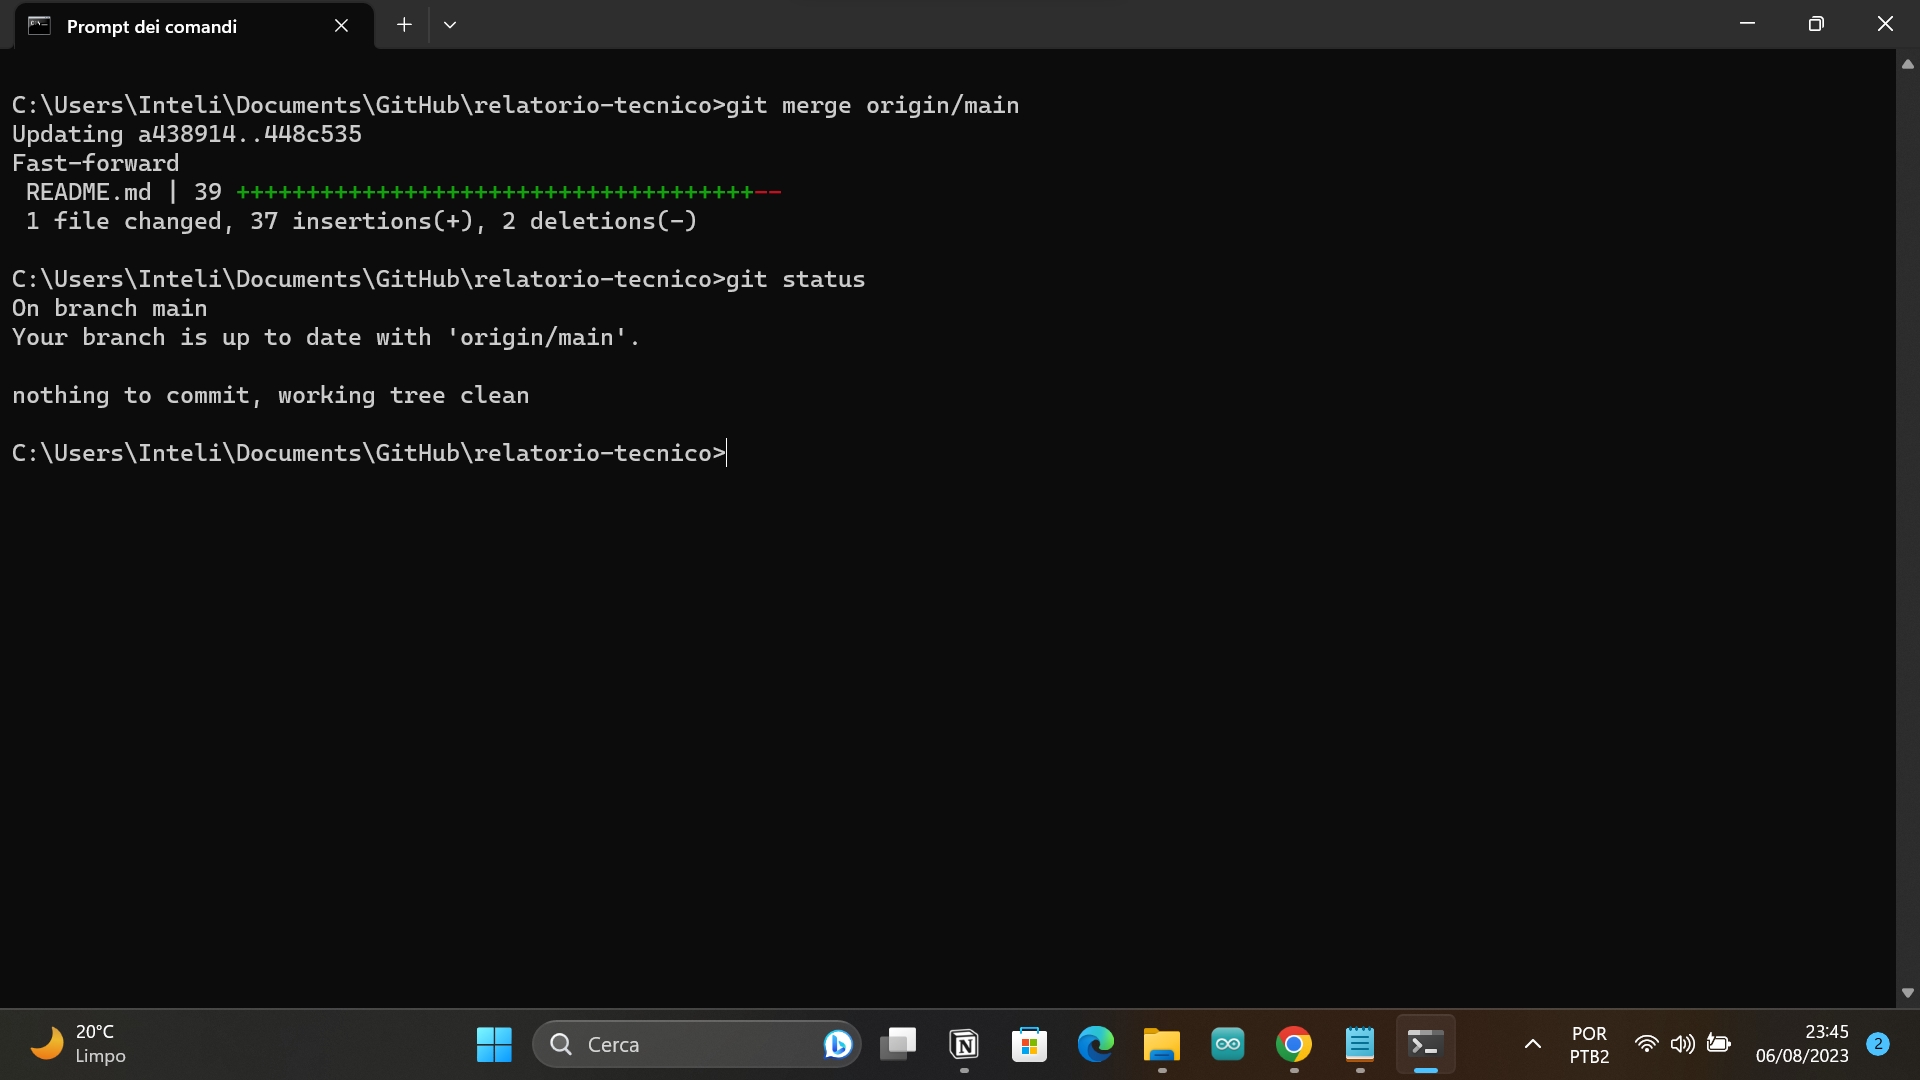 Prompt dei comandi
C:\Users\Inteli\Documents\GitHub\relatorio-tecnico>git merge origin/main
Updating a438914..448c535
Fast-forward
 README.md | 39 +++++++++++++++++++++++++++++++++++++--
 1 file changed, 37 insertions(+), 2 deletions(-)
C:\Users\Inteli\Documents\GitHub\relatorio-tecnico>git status
On branch main
Your branch is up to date with 'origin/main'.
nothing to commit, working tree clean
C:\Users\Inteli\Documents\GitHub\relatorio-tecnico>
20°C
Limpo
Cerca
POR
PTB2
23:45
06/08/2023
2